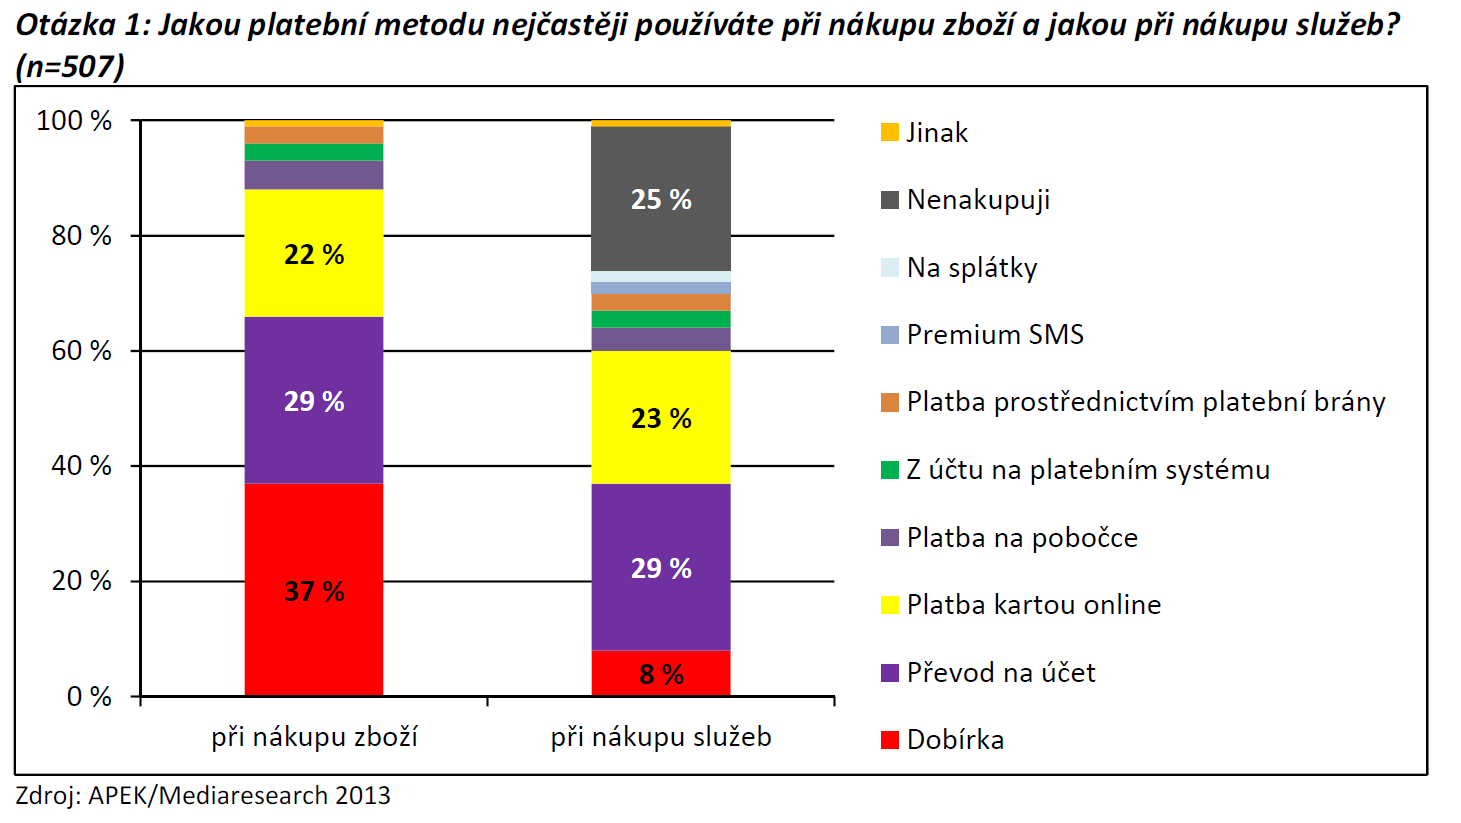 Otázka 1: Jakou platební metodu nejčastěji používáte při nákupu zboží a jakou při nákupu služeb?
(n=507)
100 %
80 %
60 %
40 %
20 %
0 %
22 %
29 %
37 %
25 %
23 %
29 %
8 %
při nákupu zboží
při nákupu služeb
Jinak
Nenakupuji
Na splátky
Premium SMS
Platba prostřednictvím platební brány
Z účtu na platebním systému
Platba na pobočce
Platba kartou online
Převod na účet
Dobírka
Zdroj: APEK/Mediaresearch 2013